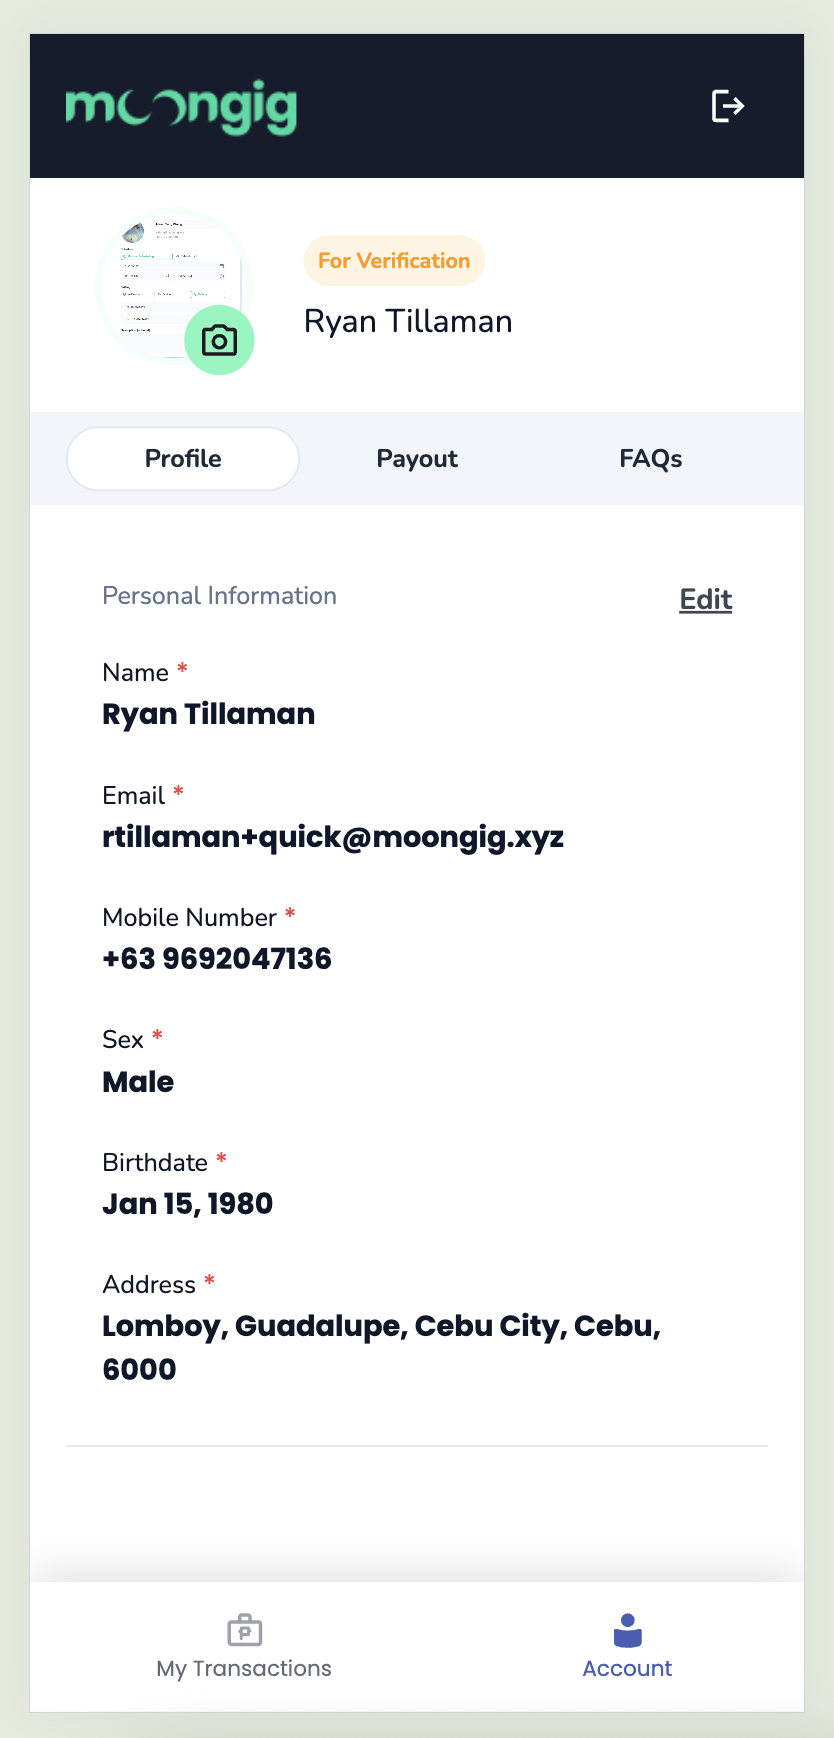 moongig
For Verification
Ryan Tillaman
Profile Payout FAQs
Personal Information Edit
Name *
Ryan Tillaman
Email *
rtillaman+quick@moongig.xyz
Mobile Number *
+63 9692047136
Sex *
Male
Birthdate *
Jan 15, 1980
Address *
Lomboy, Guadalupe, Cebu City, Cebu,
6000
My Transactions Account